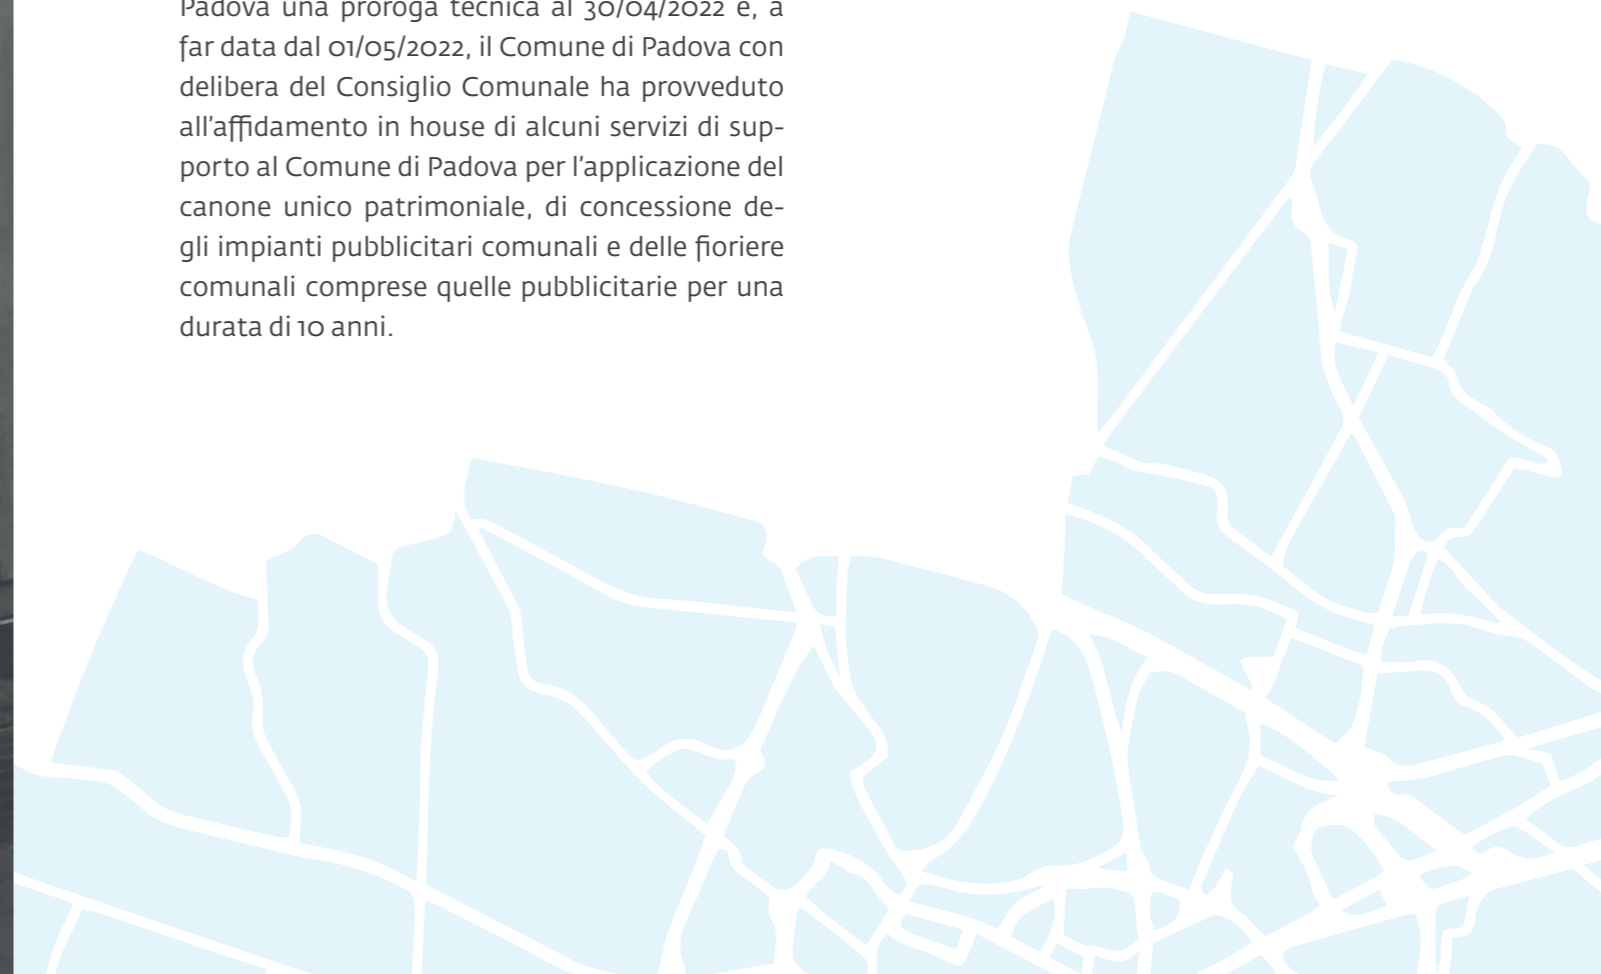 Padova una proroga tecnica al 30/04/2022 e, a
far data dal 01/05/2022, il Comune di Padova con
delibera del Consiglio Comunale ha provveduto
all'affidamento in house di alcuni servizi di sup-
porto al Comune di Padova per l'applicazione del
canone unico patrimoniale, di concessione de-
gli impianti pubblicitari comunali e delle fioriere
comunali comprese quelle pubblicitarie per una
durata di 10 anni.